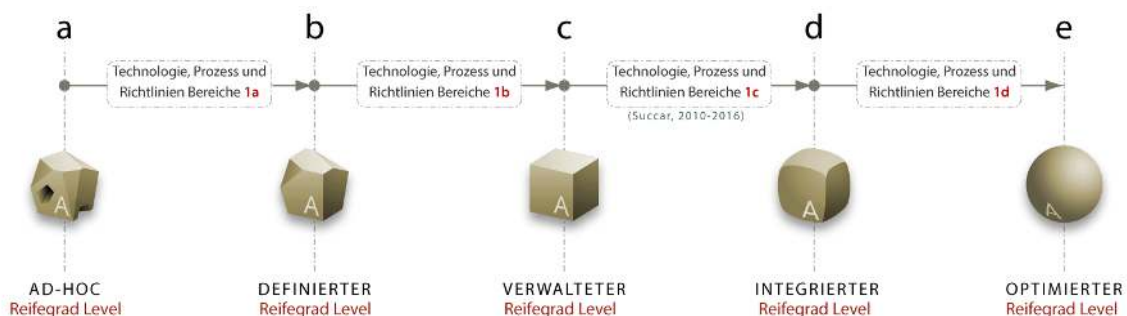 a
b
c
d
e
Technologie, Prozess und
Richtlinien Bereiche 1a
Technologie, Prozess und
Richtlinien Bereiche 1b
Technologie, Prozess und
Richtlinien Bereiche 1c
(Succar, 2010-2016)
Technologie, Prozess und
Richtlinien Bereiche 1d
A
A
A
A
A
AD-HOC
Reifegrad Level
DEFINIERTER
Reifegrad Level
VERWALTETER
Reifegrad Level
INTEGRIERTER
Reifegrad Level
OPTIMIERTER
Reifegrad Level